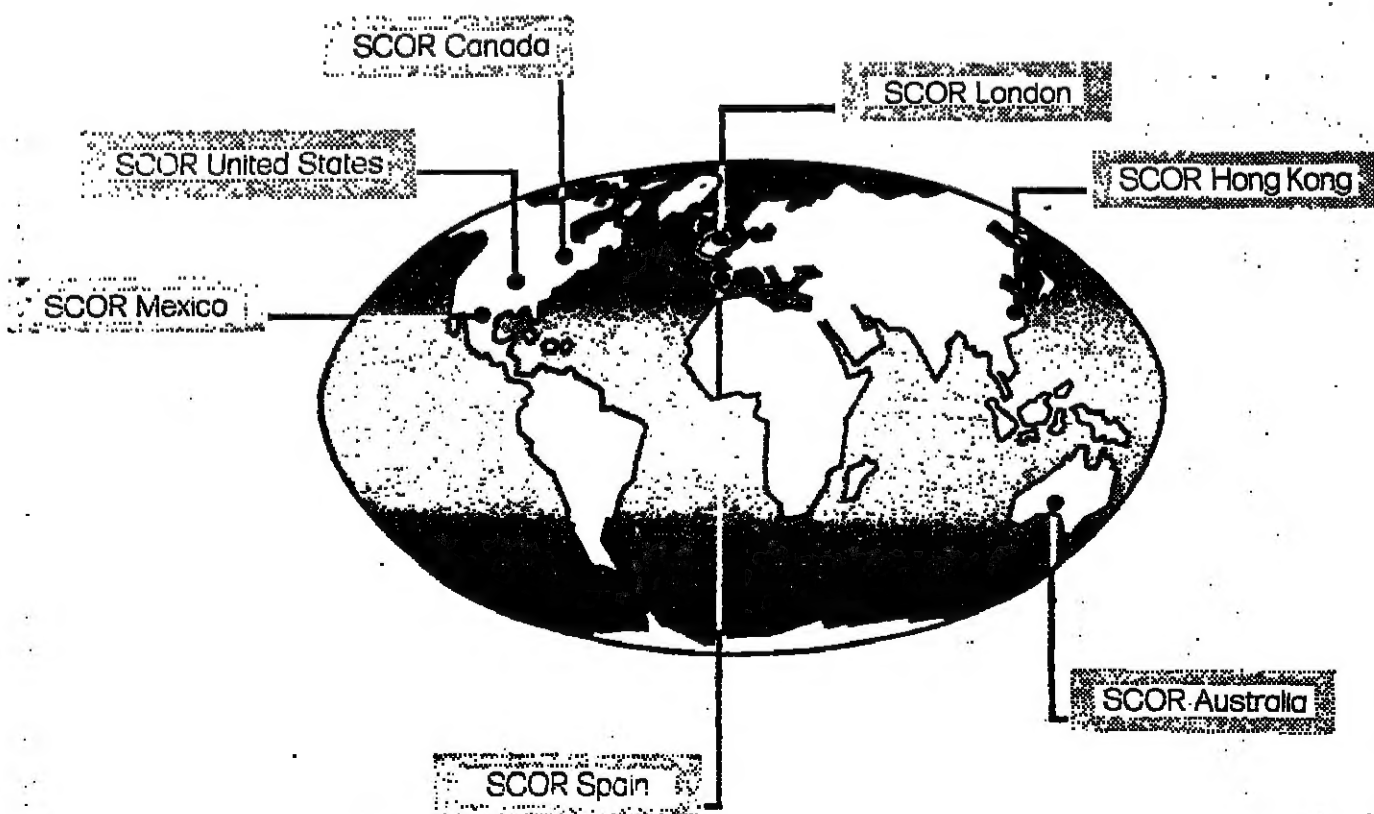 SCOR Canada
SCOR London
SCOR United States
SCOR Hong Kong
SCOR Mexico
SCOR Australia
SCOR Spain